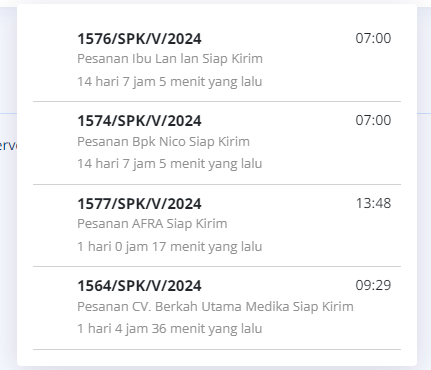 1576/SPK/V/2024 07:00
Pesanan Ibu Lan lan Siap Kirim
14 hari 7 jam 5 menit yang lalu
1574/SPK/V/2024 07:00
Pesanan Bpk Nico Siap Kirim
14 hari 7 jam 5 menit yang lalu
1577/SPK/V/2024 13:48
Pesanan AFRA Siap Kirim
1 hari 0 jam 17 menit yang lalu
1564/SPK/V/2024 09:29
Pesanan CV. Berkah Utama Medika Siap Kirim
1 hari 4 jam 36 menit yang lalu